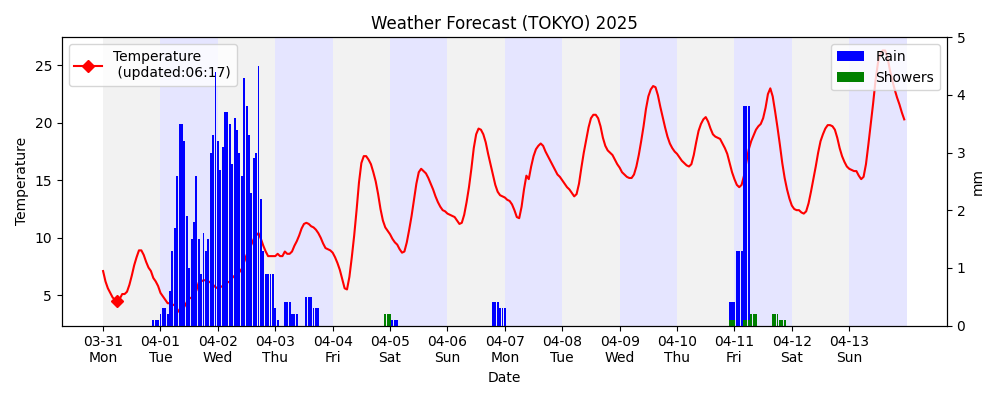 Weather Forecast (TOKYO) 2025
Temperature
(updated:06:17)
Rain
Showers
Temperature
25
20
15
10
5
5
4
3
2
1
0
mm
03-31 04-01 04-02 04-03 04-04 04-05 04-06 04-07 04-08 04-09 04-10 04-11 04-12 04-13
Mon Tue Wed Thu Fri Sat Sun Mon Tue Wed Thu Fri Sat Sun
Date